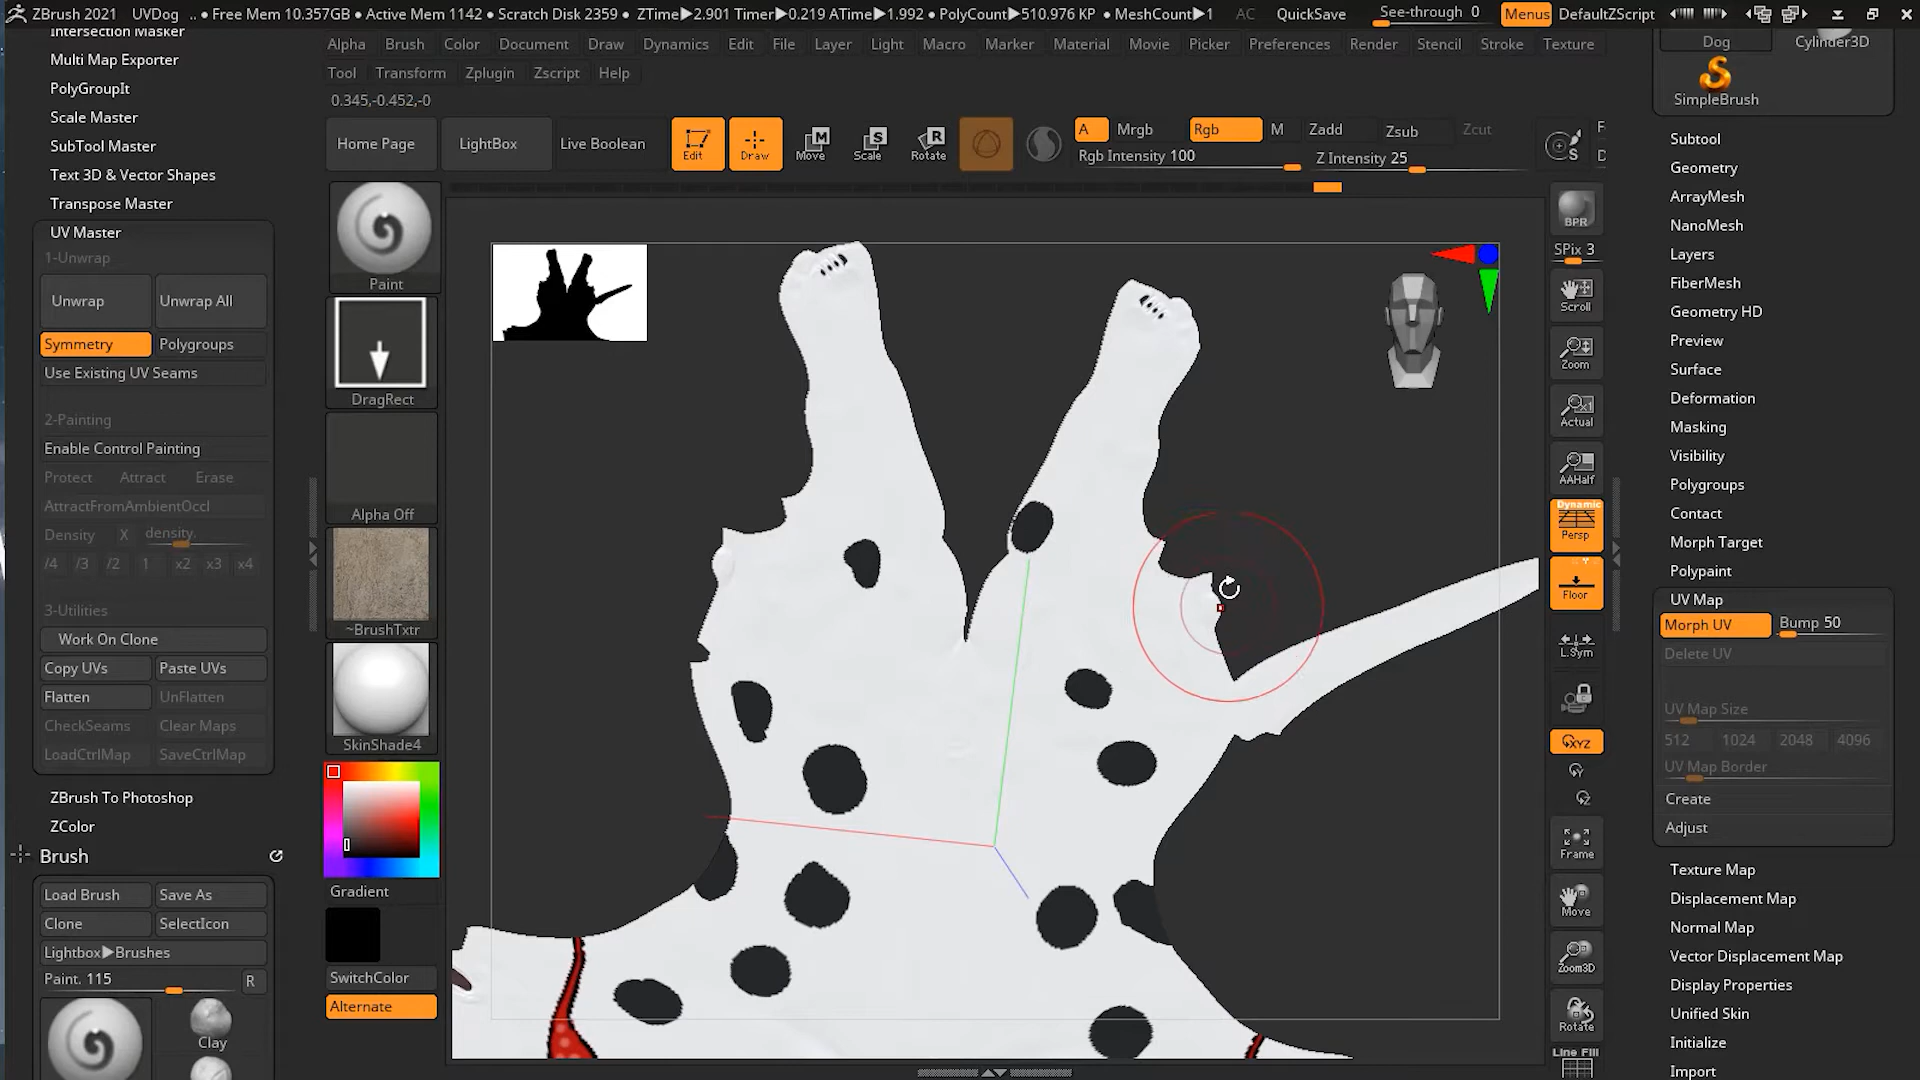 ZBrush 2021 UVDog .. • Free Mem 10.357GB • Active Mem 1142 • Scratch Disk 2359 • ZTime▶2.901 Timer▶0.219 ATime▶1.992 • PolyCount▶510.976 KP • MeshCount▶1 AC QuickSave See-through 0 Menus DefaultZScript
Alpha Brush Color Document Draw Dynamics Edit File Layer Light Macro Marker Material Movie Picker Preferences Render Stencil Stroke Texture
Tool Transform Zplugin Zscript Help
0.345,-0.452,-0
Home Page LightBox Live Boolean Edit Draw Move Scale Rotate A Mrgb Rgb M Zadd Zsub Zcut
Rgb Intensity 100 Z Intensity 25
Intersection Masker
Multi Map Exporter
PolyGroupIt
Scale Master
SubTool Master
Text 3D & Vector Shapes
Transpose Master
UV Master
1-Unwrap
Unwrap Unwrap All
Symmetry Polygroups
Use Existing UV Seams
2-Painting
Enable Control Painting
Protect Attract Erase
AttractFromAmbientOccl
Density X density.
/4 /3 /2 1 x2 x3 x4
3-Utilities
Work On Clone
Copy UVs Paste UVs
Flatten UnFlatten
CheckSeams Clear Maps
LoadCtrlMap SaveCtrlMap
ZBrush To Photoshop
ZColor
Brush
Load Brush Save As
Clone SelectIcon
Lightbox▶Brushes
Paint. 115 R
Clay
Paint
DragRect
Alpha Off
~BrushTxtr
SkinShade4
Gradient
SwitchColor
Alternate
BPR
SPix 3
Scroll
Zoom
Actual
AAHalf
Dynamic
Persp
Floor
L.Sym
XYZ
Y
Z
Frame
Move
Zoom3D
Rotate
Line Fill
Dog Cylinder3D
SimpleBrush
Subtool
Geometry
ArrayMesh
NanoMesh
Layers
FiberMesh
Geometry HD
Preview
Surface
Deformation
Masking
Visibility
Polygroups
Contact
Morph Target
Polypaint
UV Map
Morph UV Bump 50
Delete UV
UV Map Size
512 1024 2048 4096
UV Map Border
Create
Adjust
Texture Map
Displacement Map
Normal Map
Vector Displacement Map
Display Properties
Unified Skin
Initialize
Import